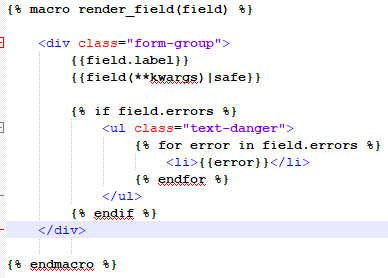 {% macro render_field(field) %}
<div class="form-group">
{{field.label}}
{{field(**kwargs)|safe}}
{% if field.errors %}
<ul class="text-danger">
{% for error in field.errors %}
<li>{{error}}</li>
{% endfor %}
</ul>
{% endif %}
</div>
{% endmacro %}